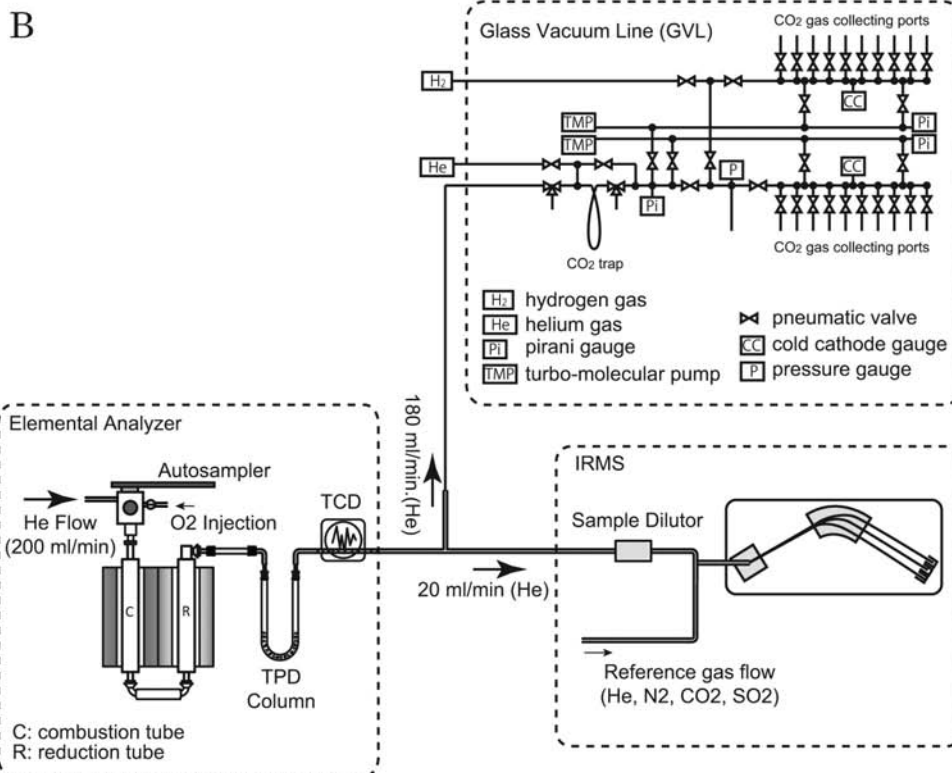 B
Glass Vacuum Line (GVL)
CO2 gas collecting ports
H2
CC
TMP
Pi
TMP
Pi
He
P
CC
Pi
CO2 trap
CO2 gas collecting ports
H2 hydrogen gas
He helium gas
Pi pirani gauge
TMP turbo-molecular pump
pneumatic valve
CC cold cathode gauge
P pressure gauge
180 ml/min.(He)
Elemental Analyzer
Autosampler
He Flow
(200 ml/min)
O2 Injection
TCD
C
R
TPD
Column
C: combustion tube
R: reduction tube
20 ml/min (He)
IRMS
Sample Dilutor
Reference gas flow
(He, N2, CO2, SO2)